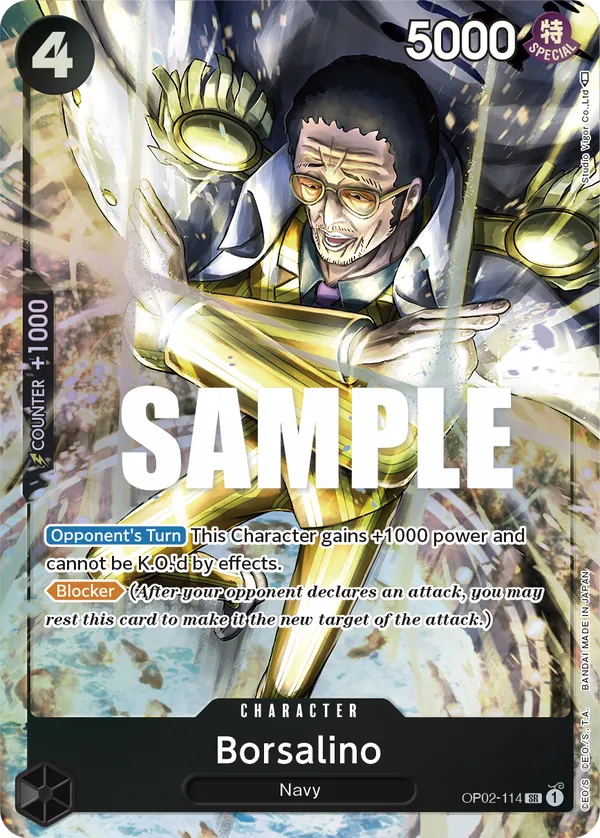 4
5000
特
SPECIAL
Studio Vigor Co.,Ltd
COUNTER +1000
SAMPLE
Opponent's Turn This Character gains +1000 power and
cannot be K.O.'d by effects.
Blocker (After your opponent declares an attack, you may
rest this card to make it the new target of the attack.)
CHARACTER
Borsalino
Navy
OP02-114 SR 1
©E.O/S. ©E.O./S., T.A. BANDAI MADE IN JAPAN